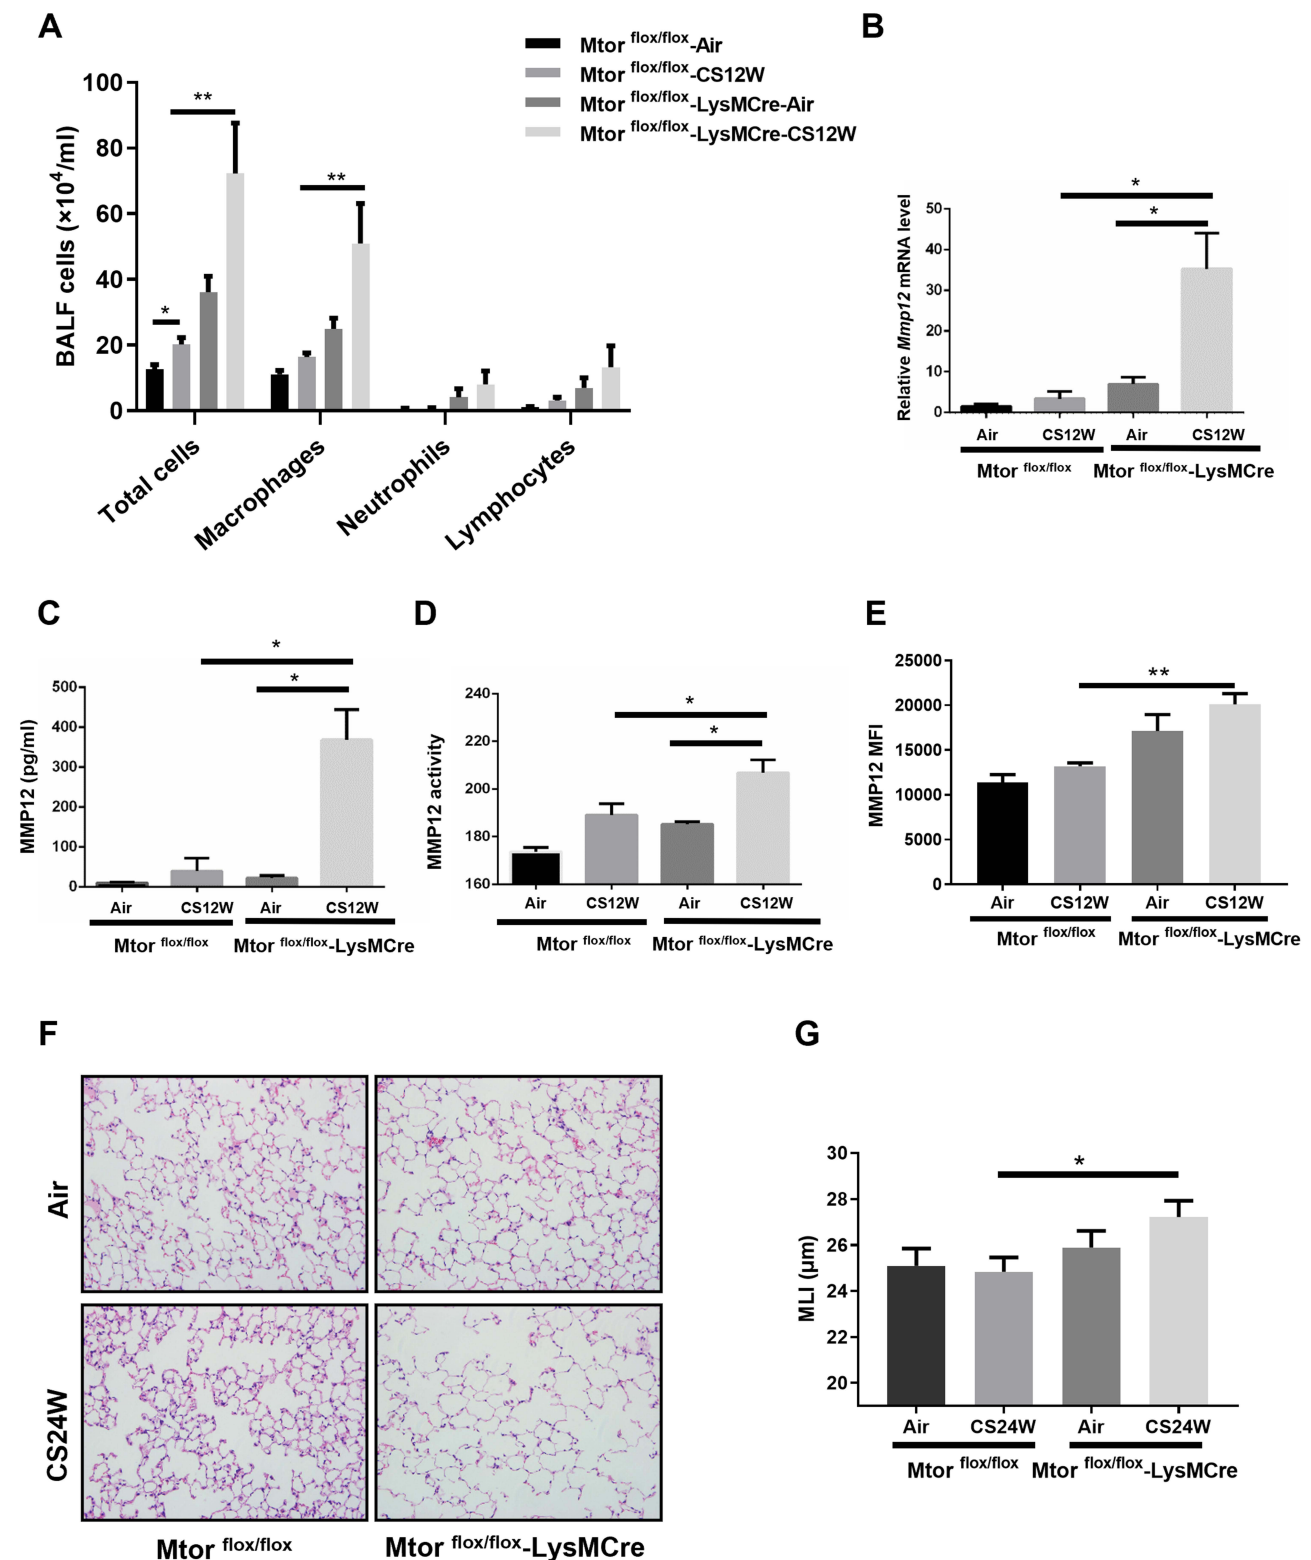 A
Mtor flox/flox-Air
Mtor flox/flox-CS12W
Mtor flox/flox-LysMCre-Air
Mtor flox/flox-LysMCre-CS12W
BALF cells (×10⁴/ml)
100
80
60
40
20
0
**
*
**
Total cells
Macrophages
Neutrophils
Lymphocytes
B
Relative Mmp12 mRNA level
50
40
30
20
10
0
*
*
Air CS12W Air CS12W
Mtor flox/flox Mtor flox/flox-LysMCre
C
MMP12 (pg/ml)
500
400
300
200
100
0
*
*
Air CS12W Air CS12W
Mtor flox/flox Mtor flox/flox-LysMCre
D
MMP12 activity
240
220
200
180
160
*
*
Air CS12W Air CS12W
Mtor flox/flox Mtor flox/flox-LysMCre
E
MMP12 MFI
25000
20000
15000
10000
5000
0
**
Air CS12W Air CS12W
Mtor flox/flox Mtor flox/flox-LysMCre
F
Air
CS24W
Mtor flox/flox Mtor flox/flox-LysMCre
G
MLI (μm)
30
28
26
24
22
20
*
Air CS24W Air CS24W
Mtor flox/flox Mtor flox/flox-LysMCre